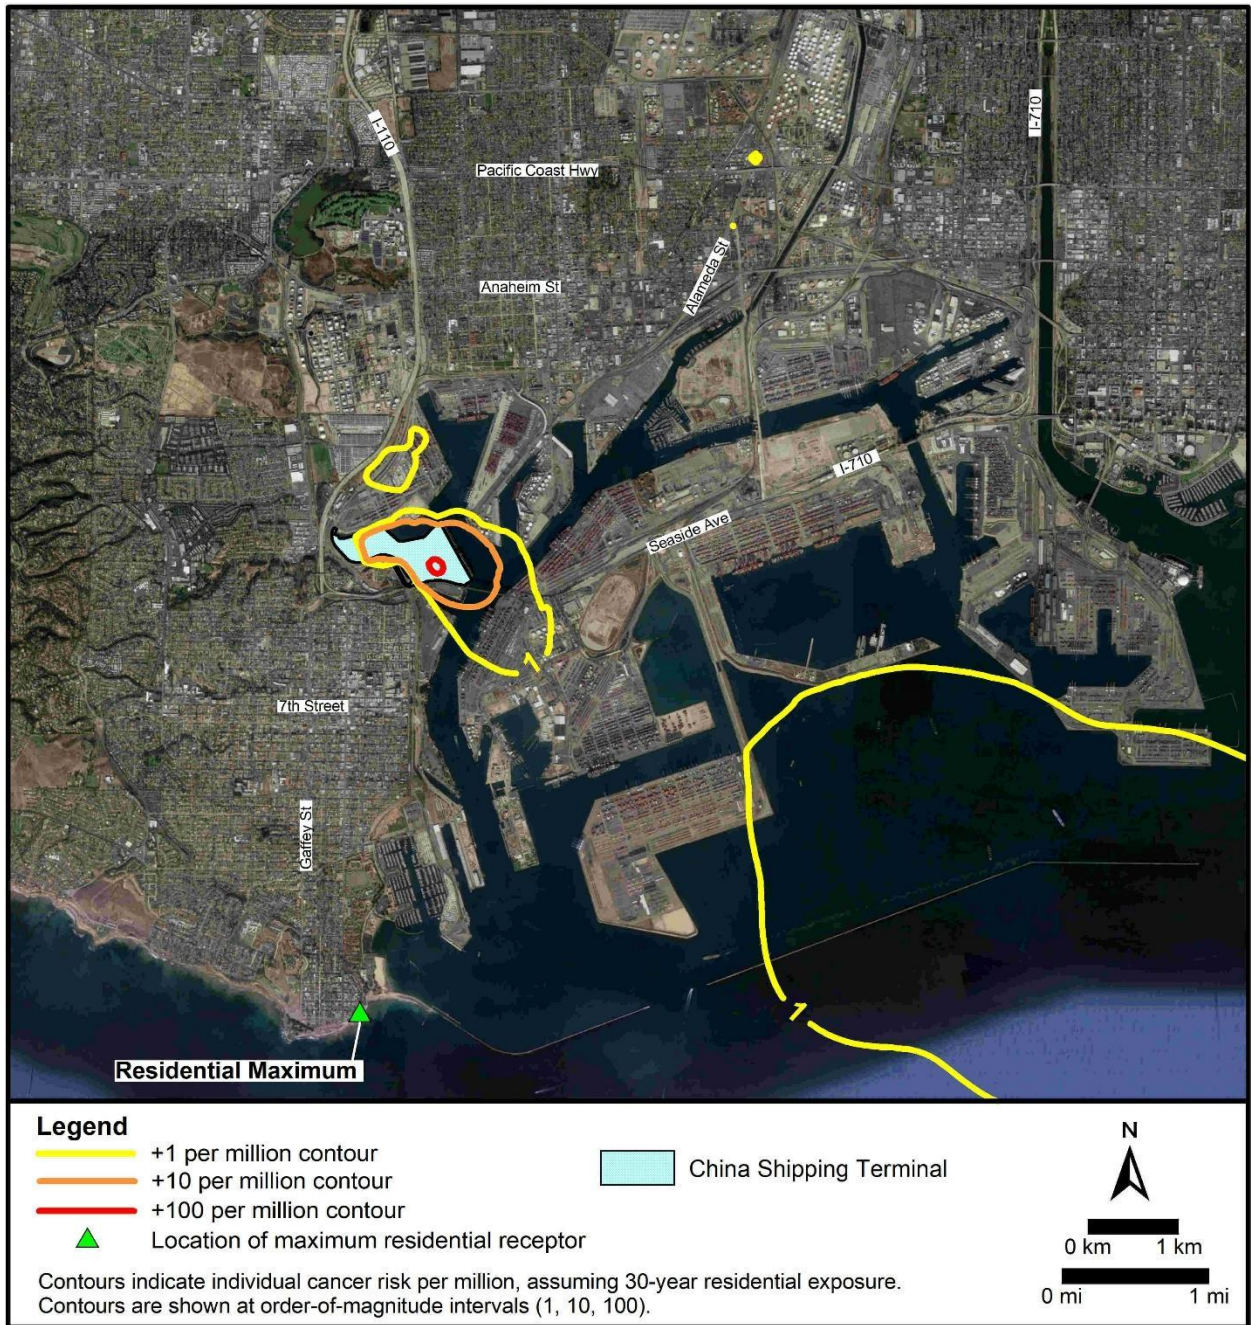 I-110
I-710
Pacific Coast Hwy
Alameda St
Anaheim St
I-710
Seaside Ave
1
7th Street
Gaffey St
1
Residential Maximum
Legend
+1 per million contour
+10 per million contour
+100 per million contour
Location of maximum residential receptor
China Shipping Terminal
N
0 km 1 km
0 mi 1 mi
Contours indicate individual cancer risk per million, assuming 30-year residential exposure.
Contours are shown at order-of-magnitude intervals (1, 10, 100).